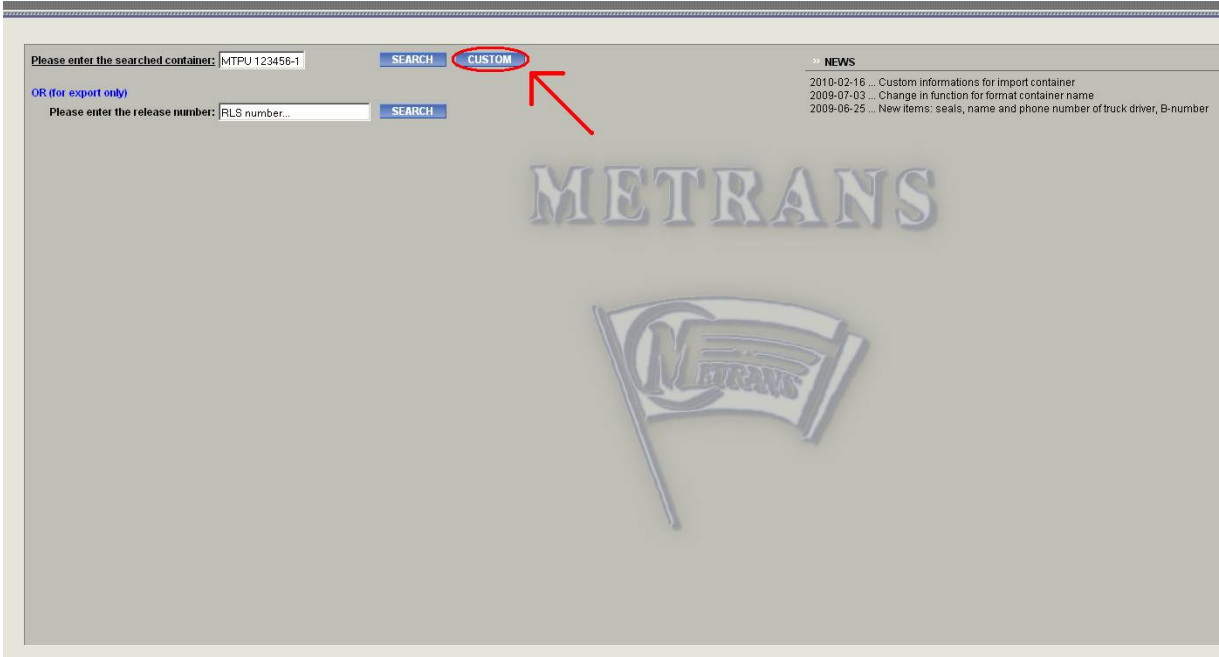 Please enter the searched container: MTPU 123456-1 SEARCH CUSTOM
OR (for export only)
Please enter the release number: RLS number... SEARCH
» NEWS
2010-02-16 ... Custom informations for import container
2009-07-03 ... Change in function for format container name
2009-06-25 ... New items: seals, name and phone number of truck driver, B-number
METRANS
METRANS